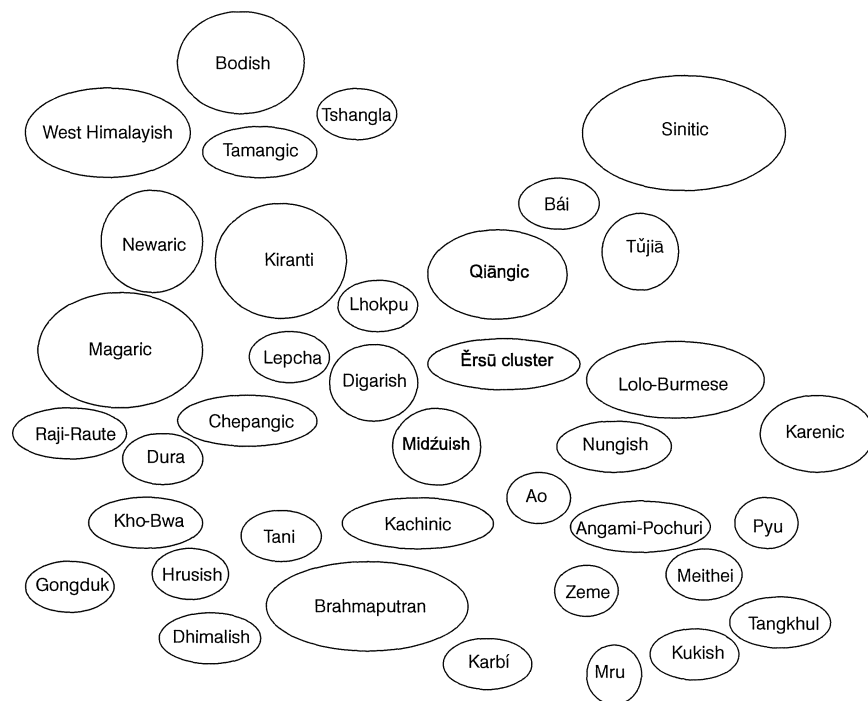 Bodish
Tshangla
West Himalayish
Sinitic
Tamangic
Bái
Newaric
Kiranti
Qiāngic
Tǔjiā
Lhokpu
Magaric
Lepcha
Digarish
Ěrsū cluster
Lolo-Burmese
Raji-Raute
Chepangic
Dura
Midźuish
Nungish
Karenic
Ao
Kho-Bwa
Tani
Kachinic
Angami-Pochuri
Pyu
Gongduk
Hrusish
Brahmaputran
Zeme
Meithei
Dhimalish
Tangkhul
Karbí
Mru
Kukish